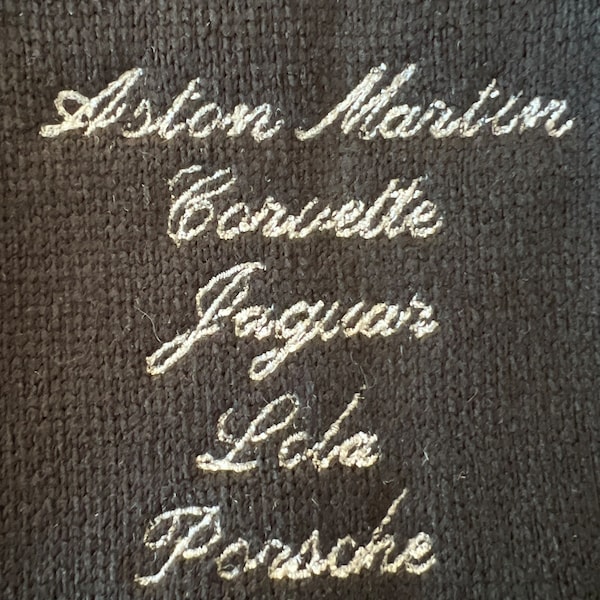 Aston Martin
Corvette
Jaguar
Lola
Porsche